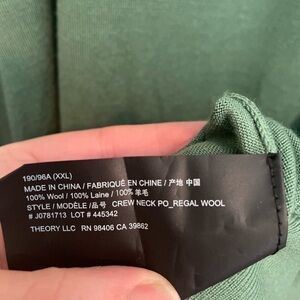 190/96A (XXL)
MADE IN CHINA / FABRIQUÉ EN CHINE / 产地 中国
100% Wool / 100% Laine / 100% 羊毛
STYLE / MODÈLE /品号  CREW NECK PO_REGAL WOOL
# J0781713  LOT # 445342
THEORY LLC  RN 98406 CA 39862